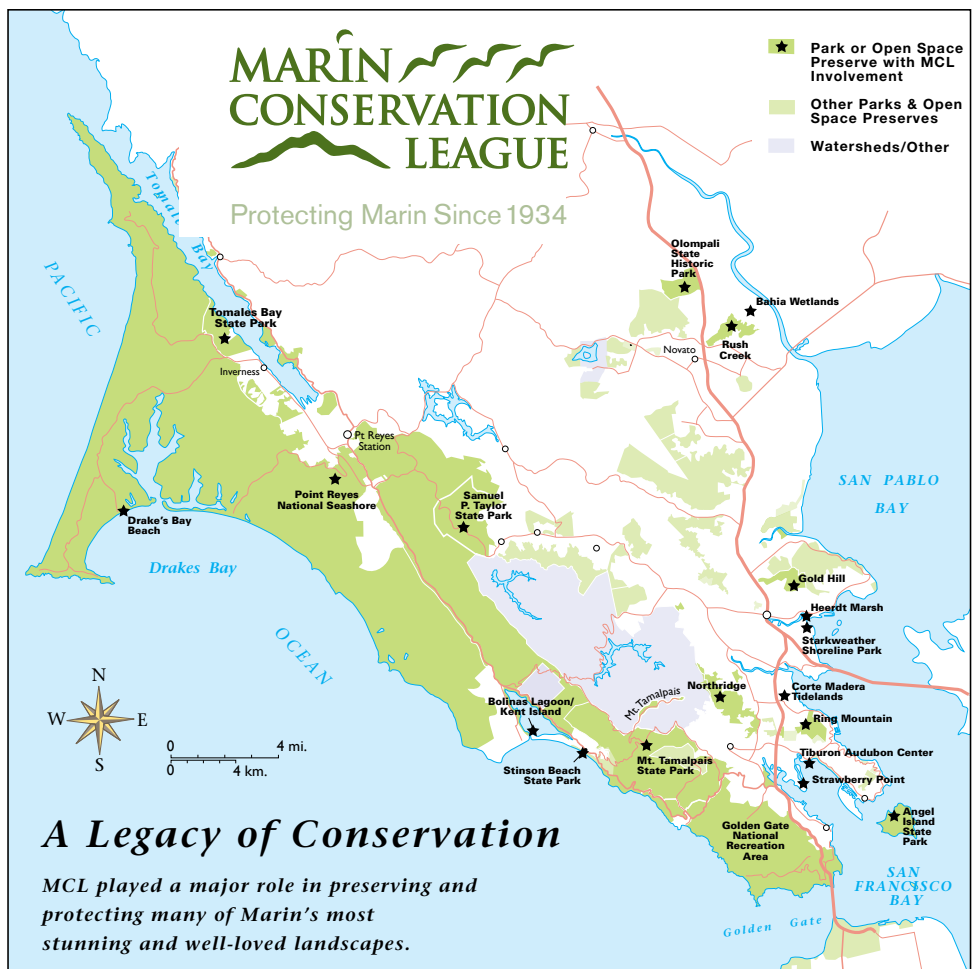 MARIN
CONSERVATION
LEAGUE
Protecting Marin Since 1934
Park or Open Space
Preserve with MCL
Involvement
Other Parks & Open
Space Preserves
Watersheds/Other
Tomales
Bay
PACIFIC
OCEAN
Olompali
State
Historic
Park
Bahia Wetlands
Rush
Creek
Novato
Tomales Bay
State Park
Inverness
Pt Reyes
Station
Point Reyes
National Seashore
Samuel
P. Taylor
State Park
Drake's Bay
Beach
Drakes Bay
SAN PABLO
BAY
Gold Hill
Heerdt Marsh
Starkweather
Shoreline Park
Northridge
Corte Madera
Tidelands
Mt. Tamalpais
Ring Mountain
Bolinas Lagoon/
Kent Island
Stinson Beach
State Park
Mt. Tamalpais
State Park
Tiburon Audubon Center
Strawberry Point
Angel
Island
State
Park
Golden Gate
National
Recreation
Area
SAN
FRANCISCO
BAY
Golden Gate
N
W
E
S
0
4 mi.
0
4 km.
A Legacy of Conservation
MCL played a major role in preserving and
protecting many of Marin's most
stunning and well-loved landscapes.